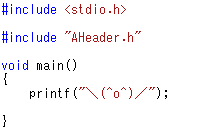 #include <stdio.h>
#include "AHeader.h"
void main()
{
    printf("＼(^o^)／");
}